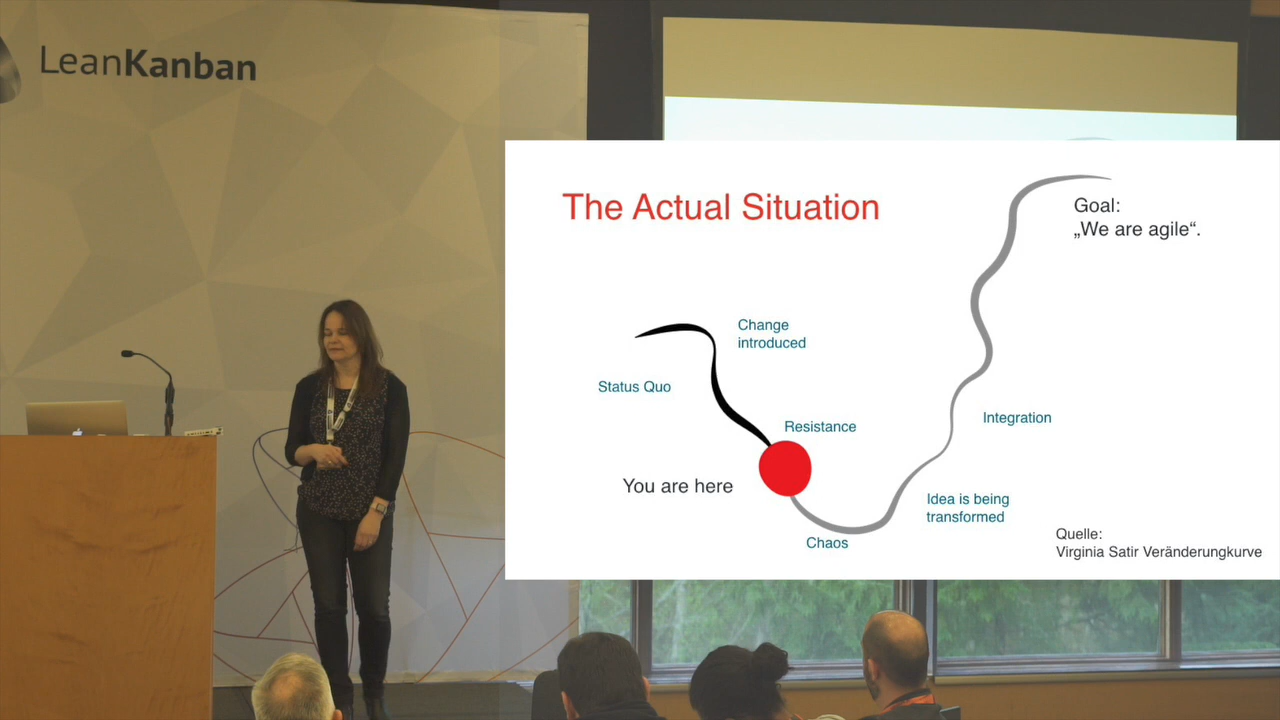 LeanKanban
The Actual Situation
Goal:
„We are agile“.
Change
introduced
Status Quo
Resistance
Integration
You are here
Idea is being
transformed
Chaos
Quelle:
Virginia Satir Veränderungkurve